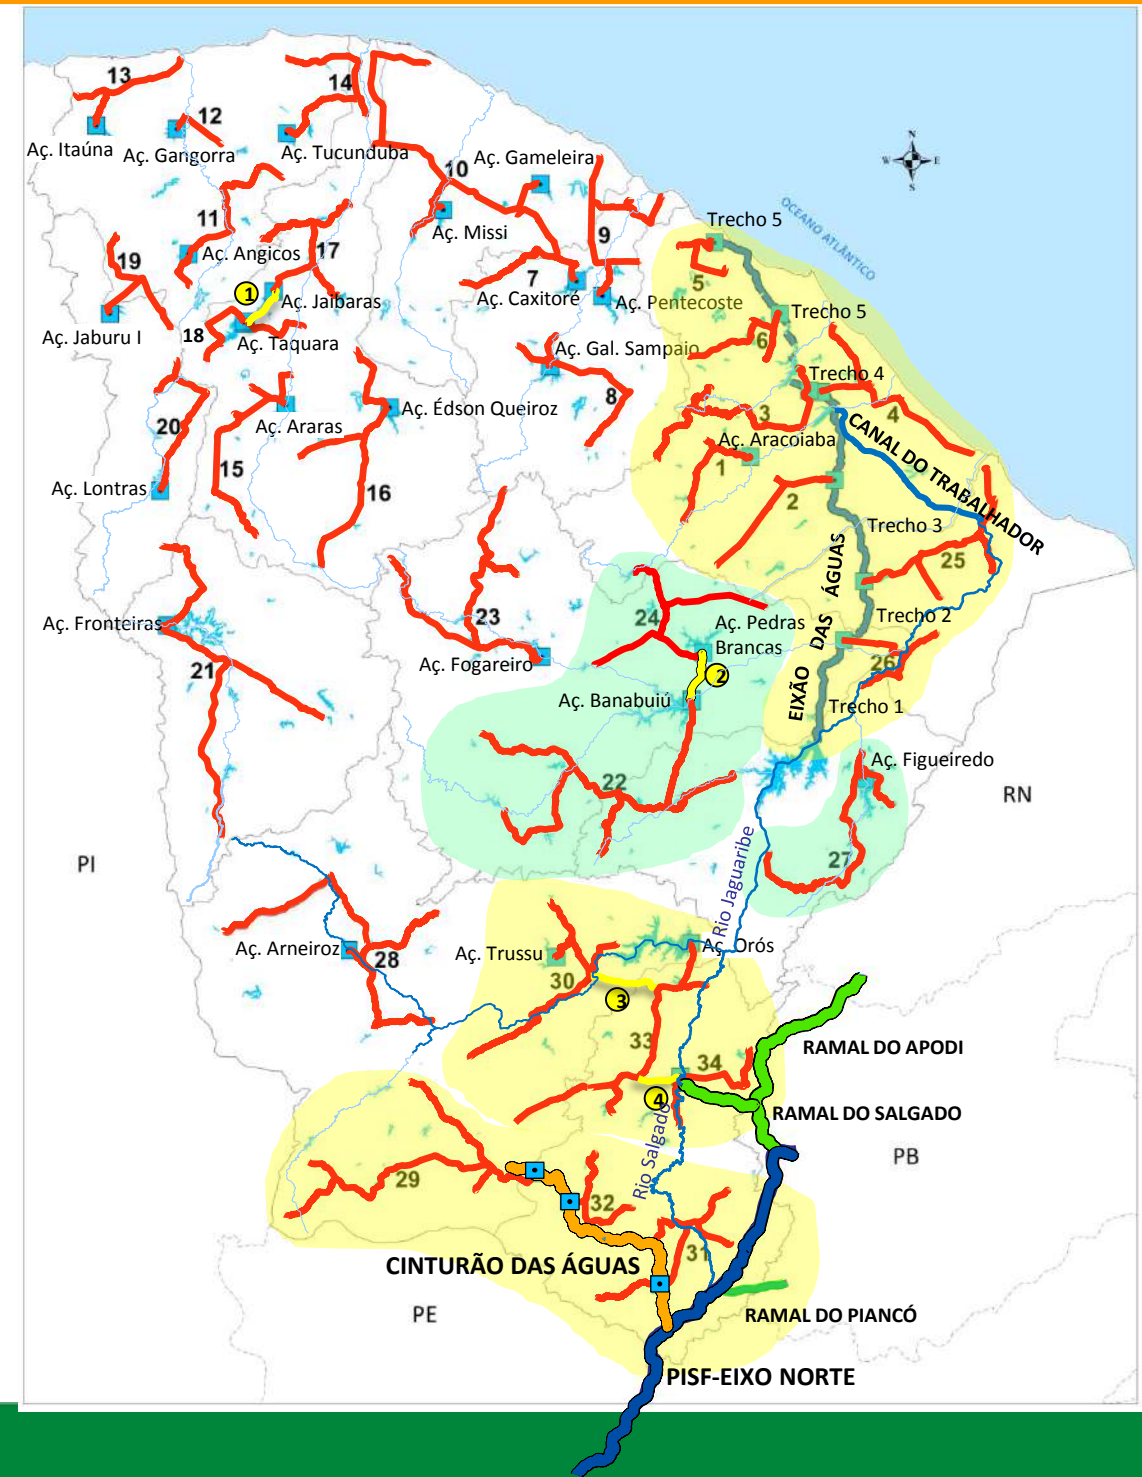 13
14
12
Aç. Itaúna
Aç. Gangorra
Aç. Tucunduba
10
Aç. Gameleira
N
W
E
S
OCEANO ATLÂNTICO
11
Aç. Missi
9
Trecho 5
19
Aç. Angicos
17
7
5
1
Aç. Jaibaras
Aç. Caxitoré
Aç. Pentecoste
Trecho 5
Aç. Jaburu I
18
Aç. Taquara
Aç. Gal. Sampaio
6
Trecho 4
8
20
Aç. Araras
Aç. Édson Queiroz
3
4
CANAL DO TRABALHADOR
Aç. Aracoiaba
15
1
Aç. Lontras
16
2
Trecho 3
EIXÃO DAS ÁGUAS
25
23
24
Aç. Pedras
Brancas
Trecho 2
Aç. Fronteiras
Aç. Fogareiro
26
21
2
Aç. Banabuiú
Trecho 1
Aç. Figueiredo
22
RN
PI
27
Rio Jaguaribe
Aç. Arneiroz
28
Aç. Trussu
Aç. Orós
30
3
33
34
RAMAL DO APODI
4
RAMAL DO SALGADO
Rio Salgado
PB
29
32
31
CINTURÃO DAS ÁGUAS
PE
RAMAL DO PIANCÓ
PISF-EIXO NORTE